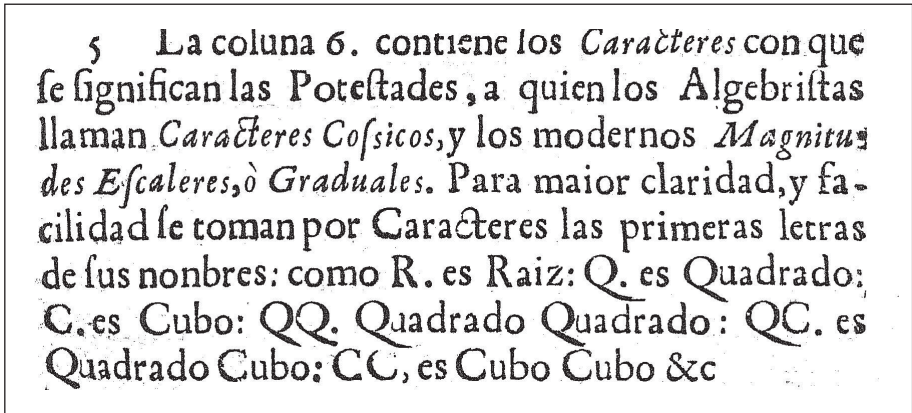 5 La coluna 6. contiene los Caracteres con que
ſe ſignifican las Poteſtades, a quien los Algebriſtas
llaman Caracteres Coſsicos, y los modernos Magnitu-
des Eſcaleres, ò Graduales. Para maior claridad, y fa-
cilidad ſe toman por Caracteres las primeras letras
de ſus nonbres: como R. es Raiz: Q. es Quadrado:
C. es Cubo: QQ. Quadrado Quadrado: QC. es
Quadrado Cubo: CC, es Cubo Cubo &c